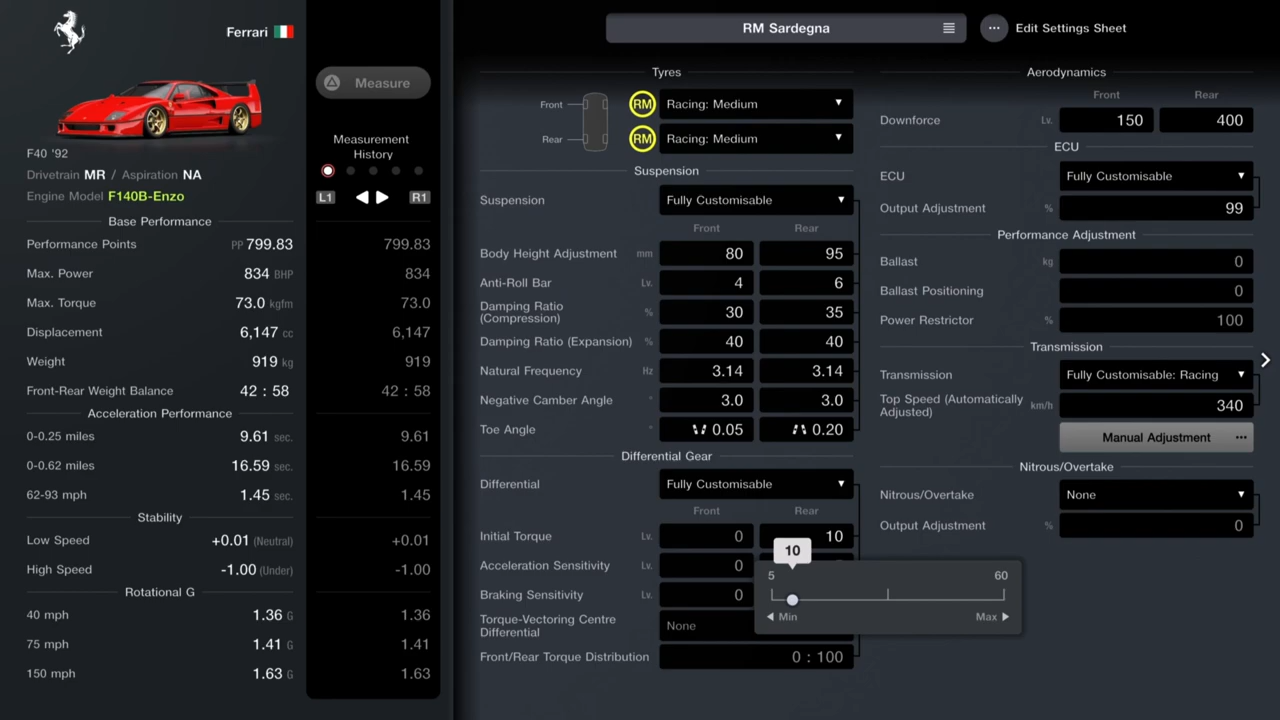 Ferrari
F40 '92
Drivetrain MR / Aspiration NA
Engine Model F140B-Enzo
Base Performance
Performance Points PP 799.83
Max. Power 834 BHP
Max. Torque 73.0 kgfm
Displacement 6,147 cc
Weight 919 kg
Front-Rear Weight Balance 42 : 58
Acceleration Performance
0-0.25 miles 9.61 sec.
0-0.62 miles 16.59 sec.
62-93 mph 1.45 sec.
Stability
Low Speed +0.01 (Neutral)
High Speed -1.00 (Under)
Rotational G
40 mph 1.36 G
75 mph 1.41 G
150 mph 1.63 G
Measure
Measurement
History
L1 R1
799.83
834
73.0
6,147
919
42 : 58
9.61
16.59
1.45
+0.01
-1.00
1.36
1.41
1.63
RM Sardegna
Edit Settings Sheet
Tyres
Front RM Racing: Medium
Rear RM Racing: Medium
Suspension
Suspension Fully Customisable
Front Rear
Body Height Adjustment mm 80 95
Anti-Roll Bar Lv. 4 6
Damping Ratio
(Compression) % 30 35
Damping Ratio (Expansion) % 40 40
Natural Frequency Hz 3.14 3.14
Negative Camber Angle ° 3.0 3.0
Toe Angle ° 0.05 0.20
Differential Gear
Differential Fully Customisable
Front Rear
Initial Torque Lv. 0 10
Acceleration Sensitivity Lv. 0
Braking Sensitivity Lv. 0
Torque-Vectoring Centre
Differential None
Front/Rear Torque Distribution 0 : 100
10
5 60
Min Max
Aerodynamics
Front Rear
Downforce Lv. 150 400
ECU
ECU Fully Customisable
Output Adjustment % 99
Performance Adjustment
Ballast kg 0
Ballast Positioning 0
Power Restrictor % 100
Transmission
Transmission Fully Customisable: Racing
Top Speed (Automatically
Adjusted) km/h 340
Manual Adjustment
Nitrous/Overtake
Nitrous/Overtake None
Output Adjustment % 0